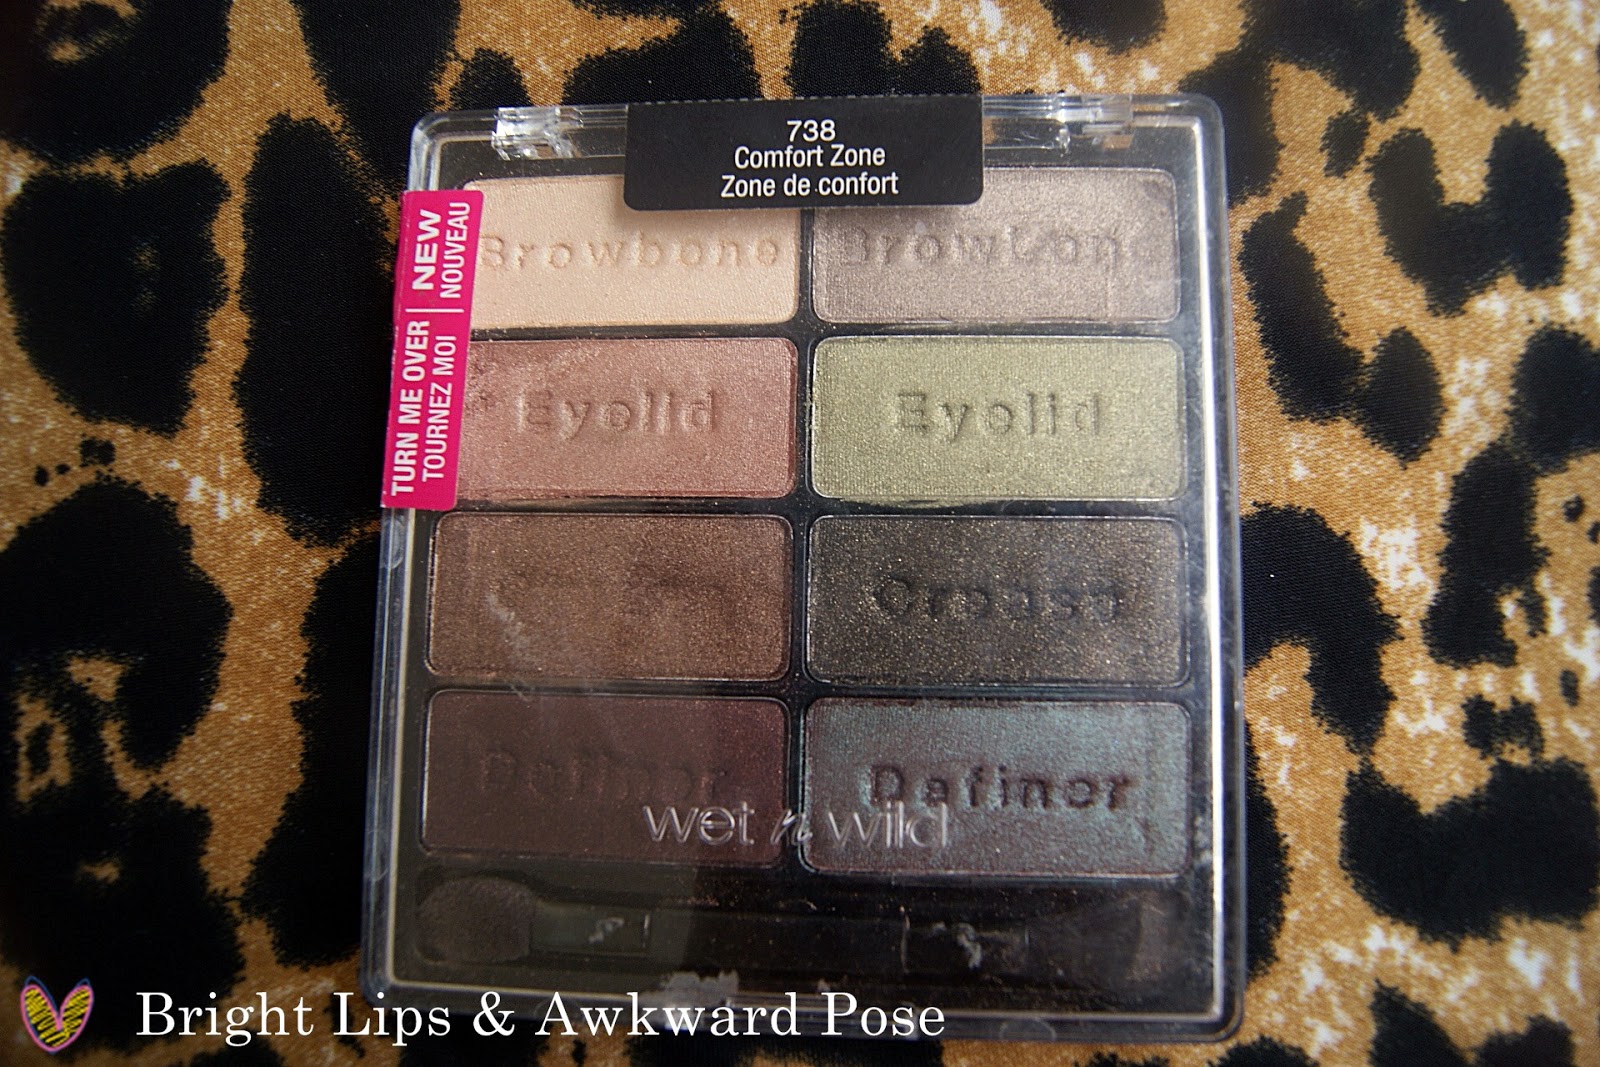 738
Comfort Zone
Zone de confort
NEW
NOUVEAU
TURN ME OVER
TOURNEZ MOI
Browbone
Browbon
Eyelid
Eyelid
Crease
Definer
Definer
wet n wild
Bright Lips & Awkward Pose